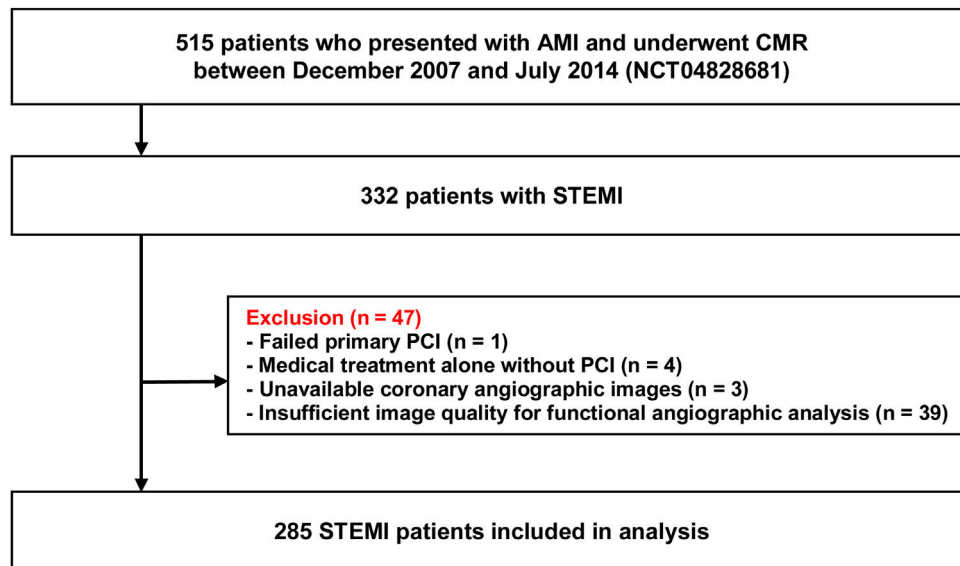 515 patients who presented with AMI and underwent CMR
between December 2007 and July 2014 (NCT04828681)
332 patients with STEMI
Exclusion (n = 47)
- Failed primary PCI (n = 1)
- Medical treatment alone without PCI (n = 4)
- Unavailable coronary angiographic images (n = 3)
- Insufficient image quality for functional angiographic analysis (n = 39)
285 STEMI patients included in analysis